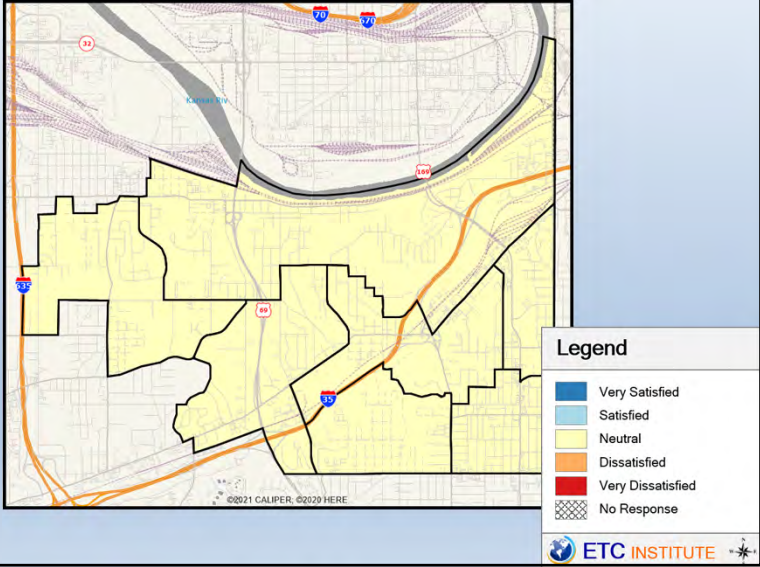 70
670
32
Kansas Riv
169
635
69
35
©2021 CALIPER, ©2020 HERE
Legend
Very Satisfied
Satisfied
Neutral
Dissatisfied
Very Dissatisfied
No Response
ETC INSTITUTE